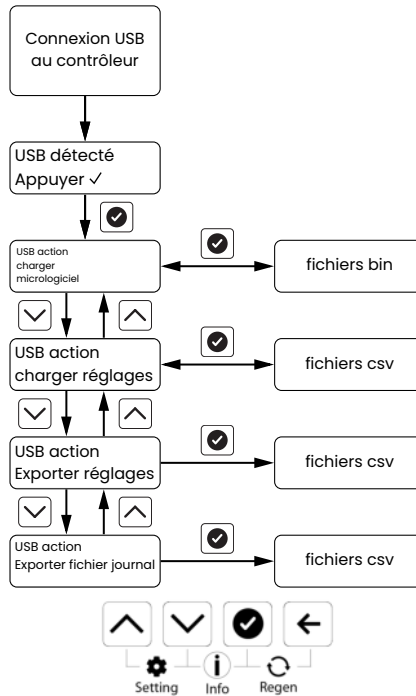 Connexion USB
au contrôleur
USB détecté
Appuyer ✓
USB action
charger
micrologiciel
fichiers bin
USB action
charger réglages
fichiers csv
USB action
Exporter réglages
fichiers csv
USB action
Exporter fichier journal
fichiers csv
i
Setting Info Regen